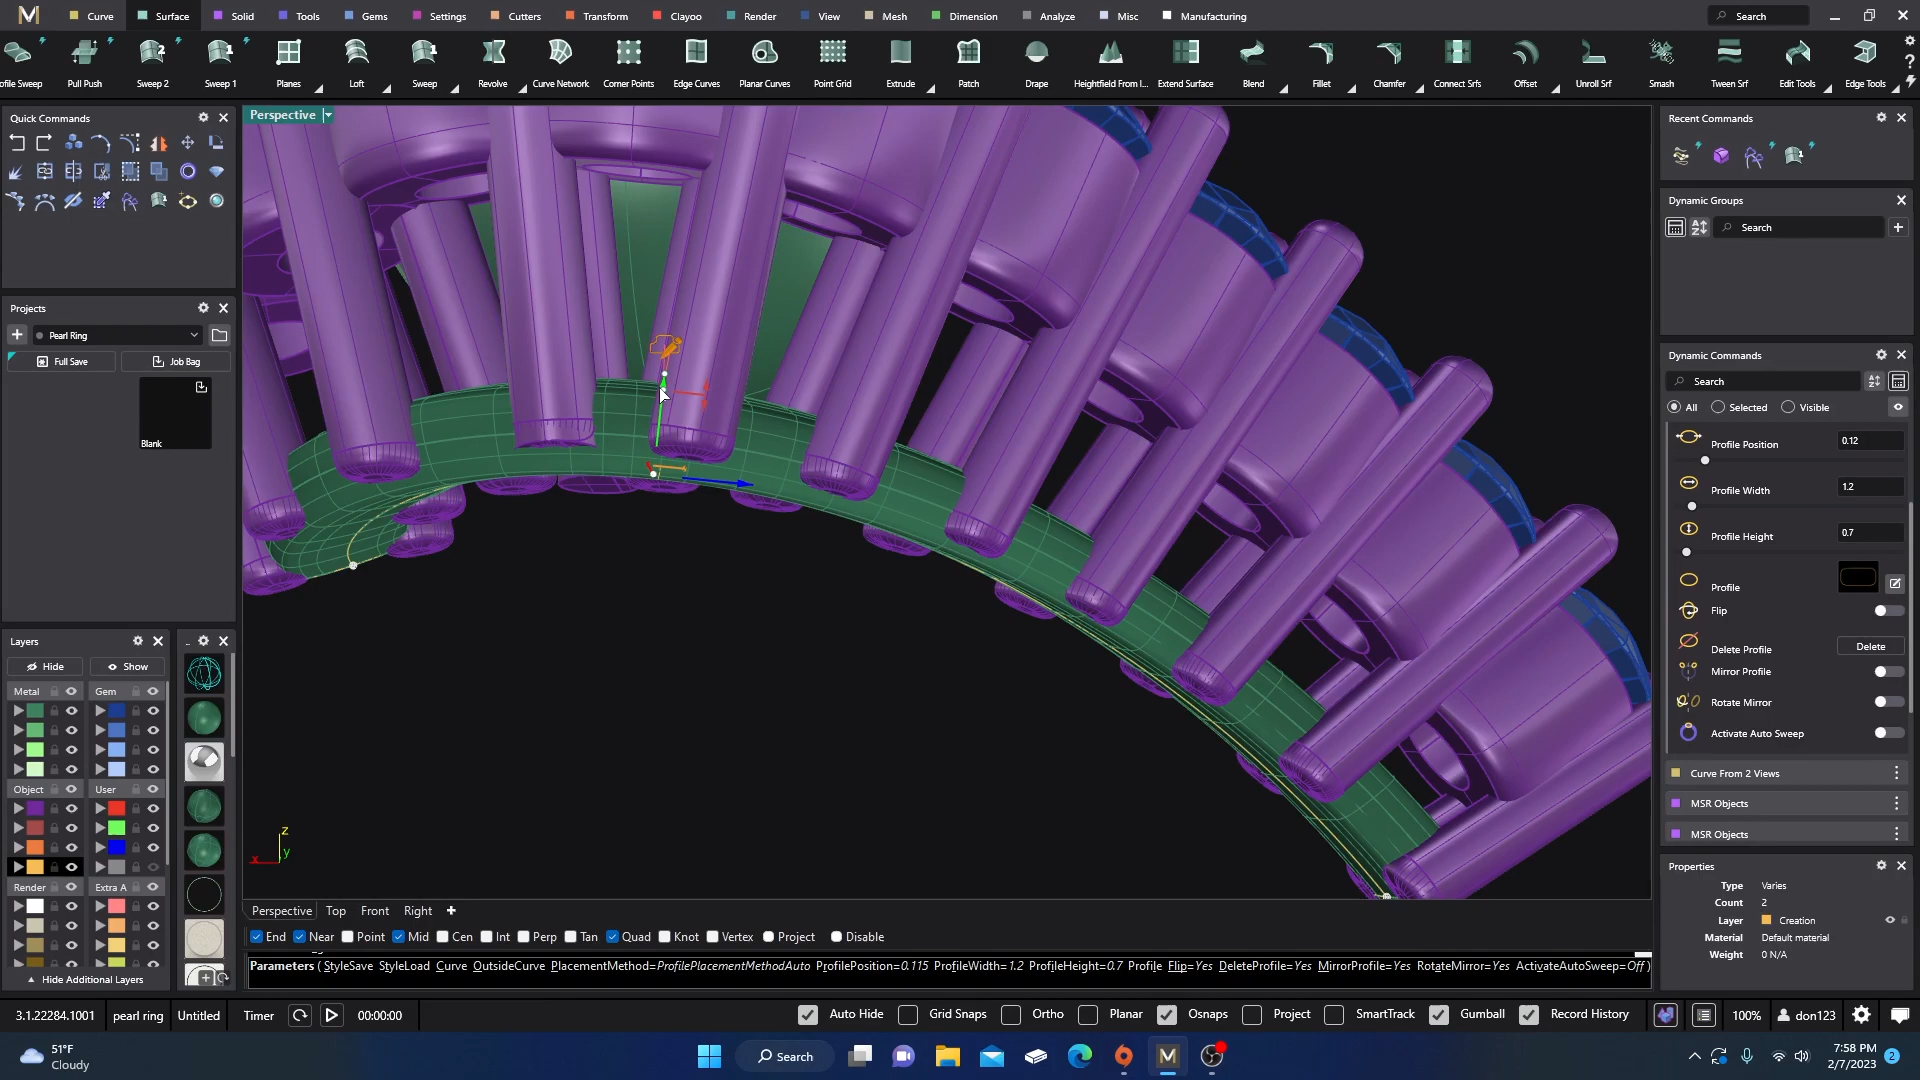 Curve Surface Solid Tools Gems Settings Cutters Transform Clayoo Render View Mesh Dimension Analyze Misc Manufacturing Search
ofile Sweep Pull Push Sweep 2 Sweep 1 Planes Loft Sweep Revolve Curve Network Corner Points Edge Curves Planar Curves Point Grid Extrude Patch Drape Heightfield From I... Extend Surface Blend Fillet Chamfer Connect Srfs Offset Unroll Srf Smash Tween Srf Edit Tools Edge Tools
Quick Commands
Projects
Pearl Ring
Full Save Job Bag
Blank
Layers
Hide Show
Metal Gem
Object User
Render Extra A
Hide Additional Layers
Perspective
z
x y
Perspective Top Front Right
End Near Point Mid Cen Int Perp Tan Quad Knot Vertex Project Disable
Parameters ( StyleSave StyleLoad Curve OutsideCurve PlacementMethod=ProfilePlacementMethodAuto ProfilePosition=0.115 ProfileWidth=1.2 ProfileHeight=0.7 Profile Flip=Yes DeleteProfile=Yes MirrorProfile=Yes RotateMirror=Yes ActivateAutoSweep=Off )
Recent Commands
Dynamic Groups
Search
Dynamic Commands
Search
All Selected Visible
Profile Position 0.12
Profile Width 1.2
Profile Height 0.7
Profile
Flip
Delete Profile Delete
Mirror Profile
Rotate Mirror
Activate Auto Sweep
Curve From 2 Views
MSR Objects
MSR Objects
Properties
Type Varies
Count 2
Layer Creation
Material Default material
Weight 0 N/A
3.1.22284.1001 pearl ring Untitled Timer 00:00:00 Auto Hide Grid Snaps Ortho Planar Osnaps Project SmartTrack Gumball Record History 100% don123
51°F
Cloudy
Search
7:58 PM
2/7/2023
2